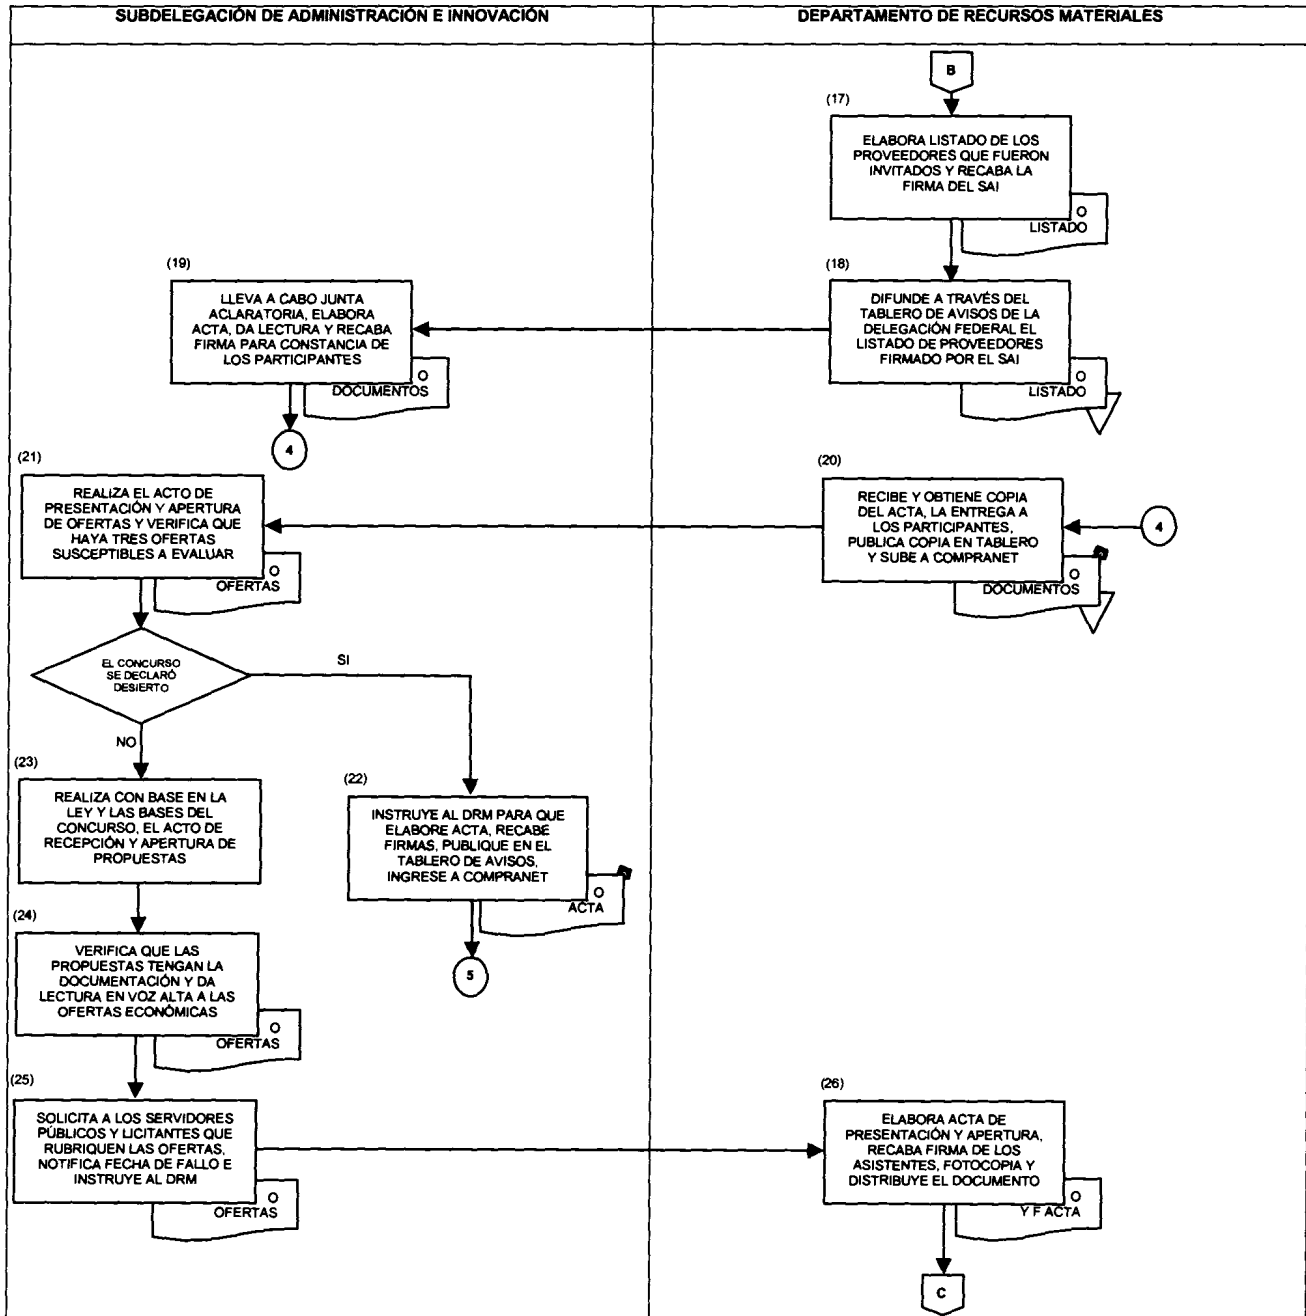 SUBDELEGACIÓN DE ADMINISTRACIÓN E INNOVACIÓN
DEPARTAMENTO DE RECURSOS MATERIALES
B
(17)
ELABORA LISTADO DE LOS
PROVEEDORES QUE FUERON
INVITADOS Y RECABA LA
FIRMA DEL SAI
O
LISTADO
(18)
DIFUNDE A TRAVÉS DEL
TABLERO DE AVISOS DE LA
DELEGACIÓN FEDERAL EL
LISTADO DE PROVEEDORES
FIRMADO POR EL SAI
O
LISTADO
(19)
LLEVA A CABO JUNTA
ACLARATORIA, ELABORA
ACTA, DA LECTURA Y RECABA
FIRMA PARA CONSTANCIA DE
LOS PARTICIPANTES
O
DOCUMENTOS
4
(20)
RECIBE Y OBTIENE COPIA
DEL ACTA, LA ENTREGA A
LOS PARTICIPANTES,
PUBLICA COPIA EN TABLERO
Y SUBE A COMPRANET
4
O
DOCUMENTOS
(21)
REALIZA EL ACTO DE
PRESENTACIÓN Y APERTURA
DE OFERTAS Y VERIFICA QUE
HAYA TRES OFERTAS
SUSCEPTIBLES A EVALUAR
O
OFERTAS
EL CONCURSO
SE DECLARÓ
DESIERTO
SI
NO
(22)
INSTRUYE AL DRM PARA QUE
ELABORE ACTA, RECABE
FIRMAS, PUBLIQUE EN EL
TABLERO DE AVISOS,
INGRESE A COMPRANET
O
ACTA
5
(23)
REALIZA CON BASE EN LA
LEY Y LAS BASES DEL
CONCURSO, EL ACTO DE
RECEPCIÓN Y APERTURA DE
PROPUESTAS
(24)
VERIFICA QUE LAS
PROPUESTAS TENGAN LA
DOCUMENTACIÓN Y DA
LECTURA EN VOZ ALTA A LAS
OFERTAS ECONÓMICAS
O
OFERTAS
(25)
SOLICITA A LOS SERVIDORES
PÚBLICOS Y LICITANTES QUE
RUBRIQUEN LAS OFERTAS,
NOTIFICA FECHA DE FALLO E
INSTRUYE AL DRM
O
OFERTAS
(26)
ELABORA ACTA DE
PRESENTACIÓN Y APERTURA,
RECABA FIRMA DE LOS
ASISTENTES, FOTOCOPIA Y
DISTRIBUYE EL DOCUMENTO
O
Y F ACTA
C